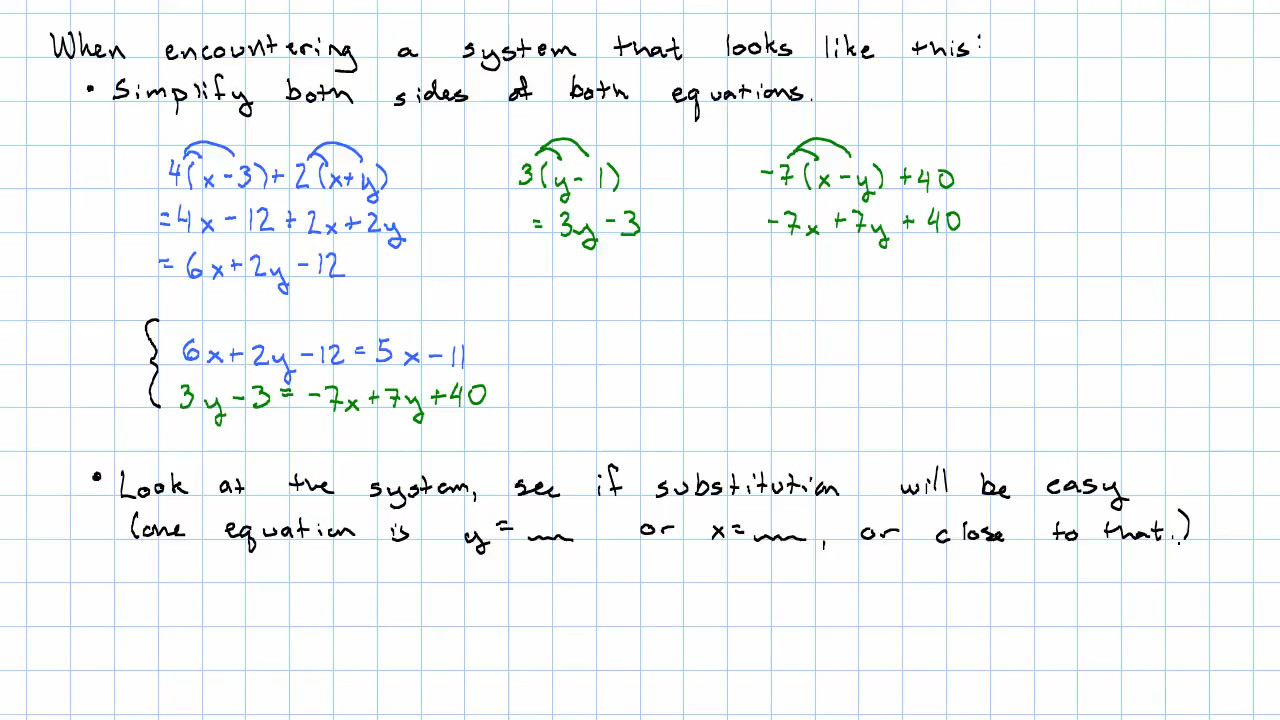 When encountering a system that looks like this:
• Simplify both sides of both equations.
4(x-3)+2(x+y) 3(y-1) -7(x-y)+40
=4x-12+2x+2y = 3y-3 -7x+7y+40
= 6x+2y-12
{ 6x+2y-12=5x-11
3y-3=-7x+7y+40
• Look at the system, see if substitution will be easy
(one equation is y=__ or x=__, or close to that.)